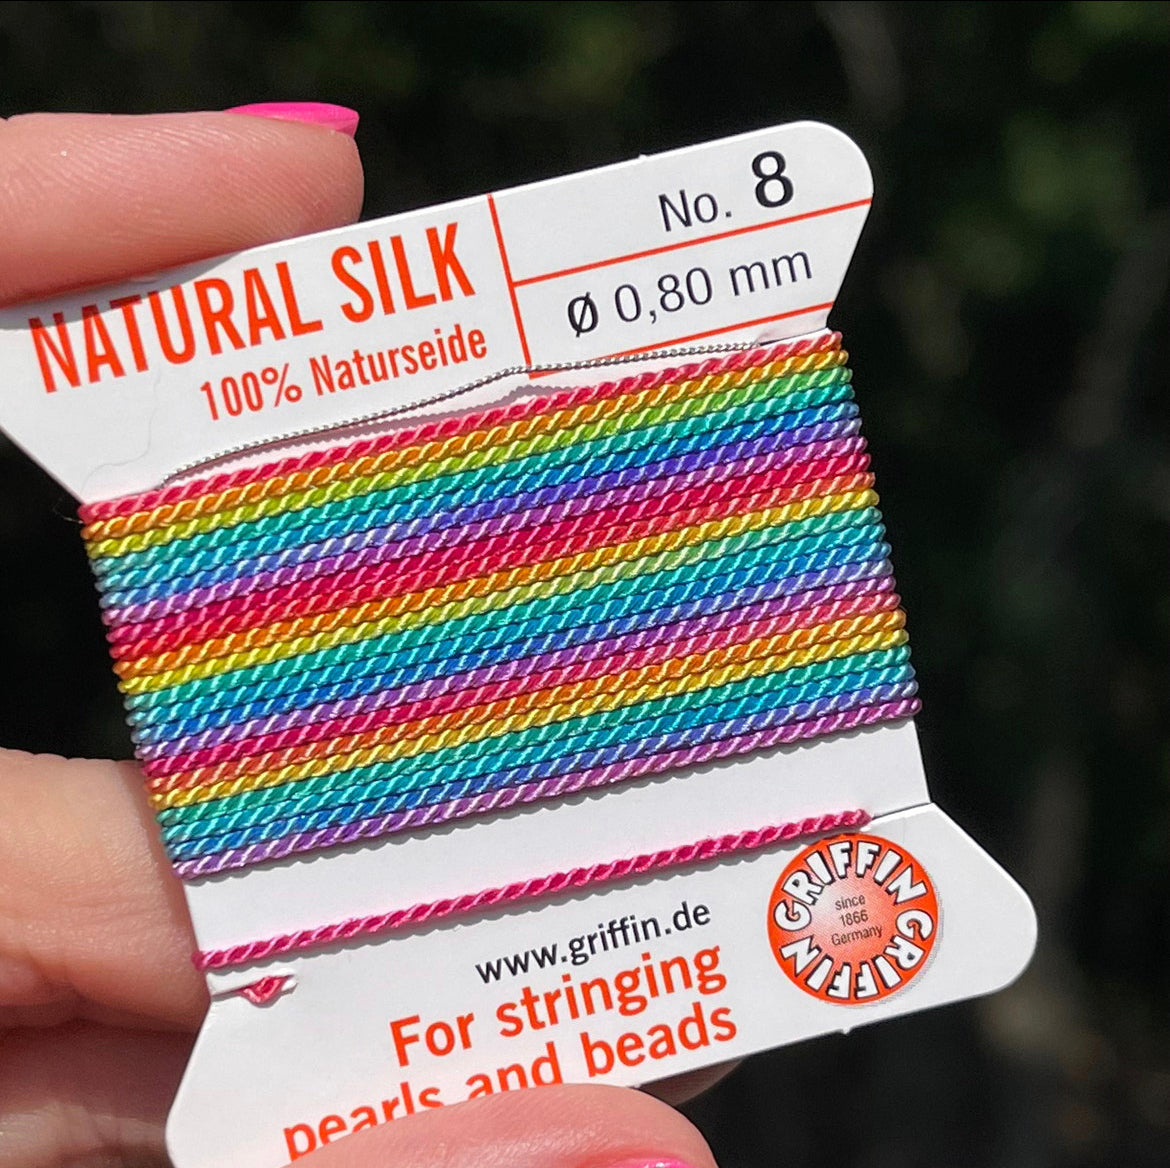 NATURAL SILK
100% Naturseide
No. 8
Ø 0,80 mm
www.griffin.de
For stringing
pearls and beads
GRIFFIN GRIFFIN
since
1866
Germany